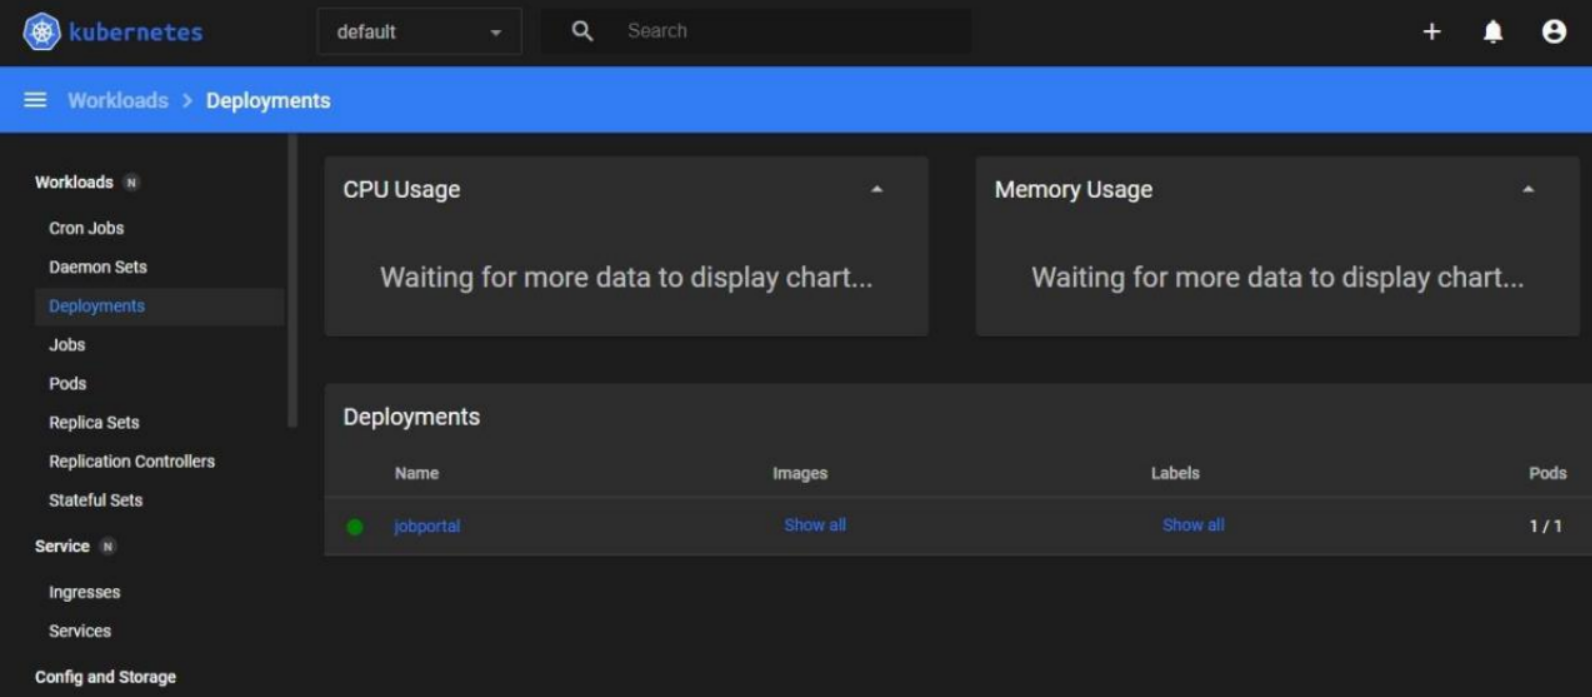 kubernetes
default
Search
Workloads > Deployments
Workloads N
Cron Jobs
Daemon Sets
Deployments
Jobs
Pods
Replica Sets
Replication Controllers
Stateful Sets
Service N
Ingresses
Services
Config and Storage
CPU Usage
Waiting for more data to display chart...
Memory Usage
Waiting for more data to display chart...
Deployments
Name Images Labels Pods
jobportal Show all Show all 1 / 1